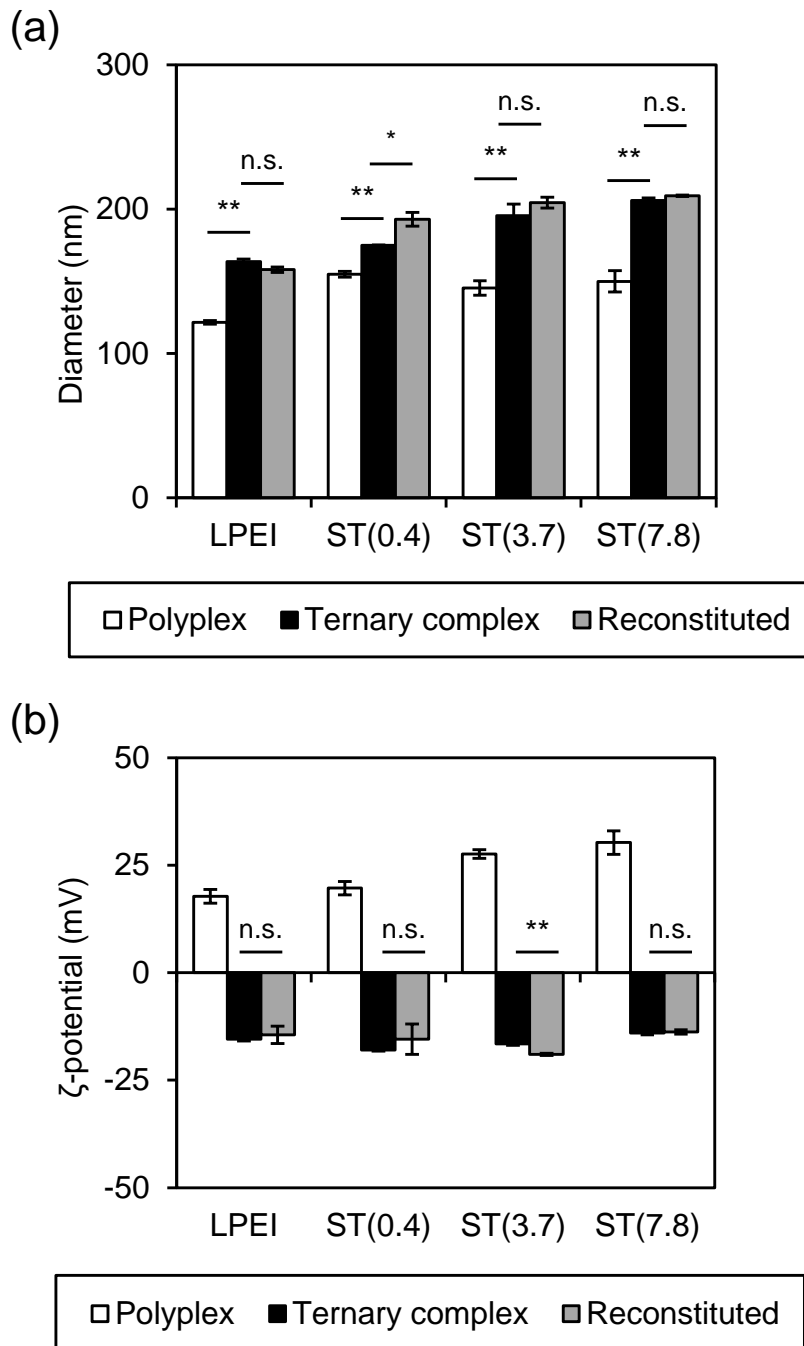 (a)
300
200
100
0
Diameter (nm)
**
n.s.
**
*
**
n.s.
**
n.s.
LPEI ST(0.4) ST(3.7) ST(7.8)
Polyplex Ternary complex Reconstituted
(b)
50
25
0
-25
-50
ζ-potential (mV)
n.s. n.s. ** n.s.
LPEI ST(0.4) ST(3.7) ST(7.8)
Polyplex Ternary complex Reconstituted